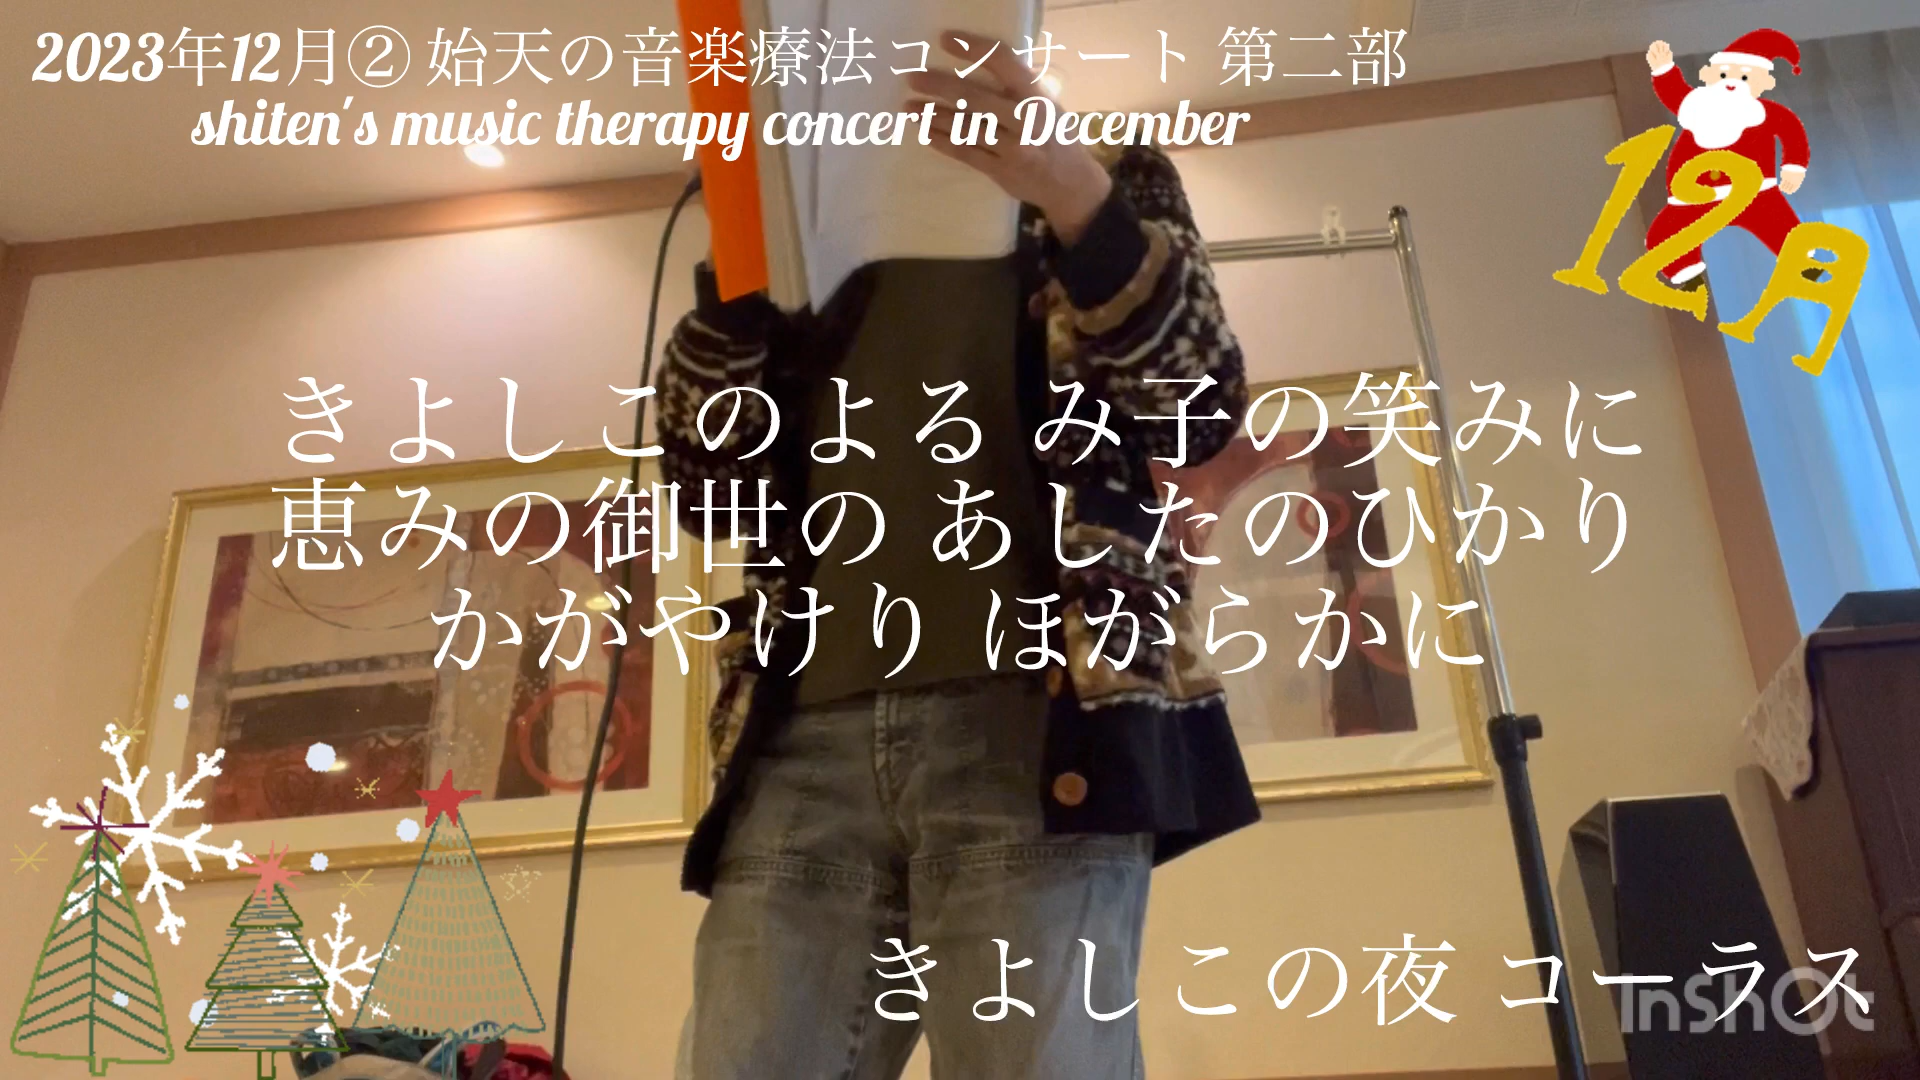 2023年12月② 始天の音楽療法コンサート 第二部
shiten's music therapy concert in December
12月
きよしこのよる み子の笑みに
恵みの御世の あしたのひかり
かがやけり ほがらかに
きよしこの夜 コーラス
InShOt